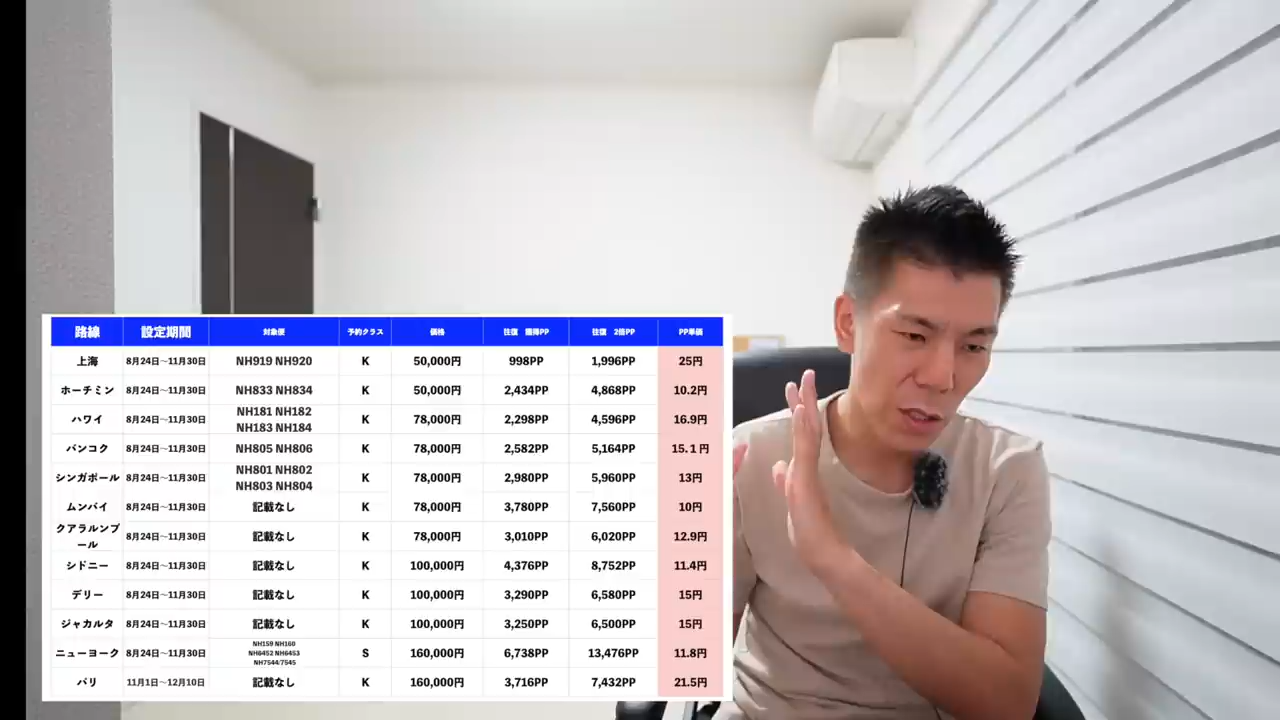 路線 設定期間 対象便 予約クラス 価格 往復 獲得PP 往復 2倍PP PP単価
上海 8月24日~11月30日 NH919 NH920 K 50,000円 998PP 1,996PP 25円
ホーチミン 8月24日~11月30日 NH833 NH834 K 50,000円 2,434PP 4,868PP 10.2円
ハワイ 8月24日~11月30日 NH181 NH182 K 78,000円 2,298PP 4,596PP 16.9円
NH183 NH184
バンコク 8月24日~11月30日 NH805 NH806 K 78,000円 2,582PP 5,164PP 15.1円
シンガポール 8月24日~11月30日 NH801 NH802 K 78,000円 2,980PP 5,960PP 13円
NH803 NH804
ムンバイ 8月24日~11月30日 記載なし K 78,000円 3,780PP 7,560PP 10円
クアラルンプ
ール 8月24日~11月30日 記載なし K 78,000円 3,010PP 6,020PP 12.9円
シドニー 8月24日~11月30日 記載なし K 100,000円 4,376PP 8,752PP 11.4円
デリー 8月24日~11月30日 記載なし K 100,000円 3,290PP 6,580PP 15円
ジャカルタ 8月24日~11月30日 記載なし K 100,000円 3,250PP 6,500PP 15円
NH159 NH160
ニューヨーク 8月24日~11月30日 NH6452 NH6453 S 160,000円 6,738PP 13,476PP 11.8円
NH7544/7545
パリ 11月1日~12月10日 記載なし K 160,000円 3,716PP 7,432PP 21.5円